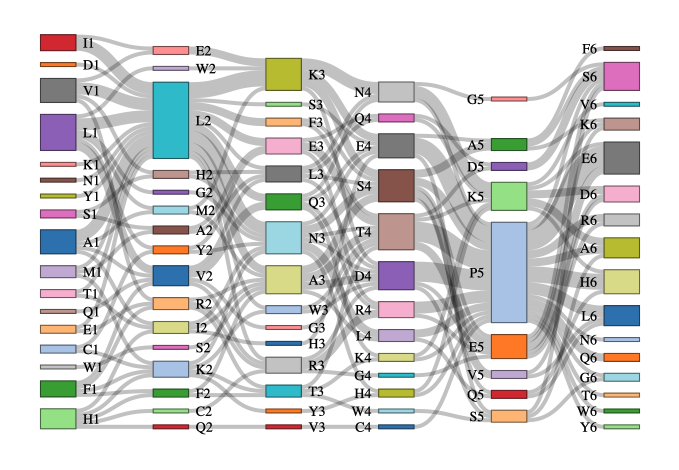 I1
D1
V1
L1
K1
N1
Y1
S1
A1
M1
T1
Q1
E1
C1
W1
F1
H1
E2
W2
L2
H2
G2
M2
A2
Y2
V2
R2
I2
S2
K2
F2
C2
Q2
K3
S3
F3
E3
L3
Q3
N3
A3
W3
G3
H3
R3
T3
Y3
V3
N4
Q4
E4
S4
T4
D4
R4
L4
K4
G4
H4
W4
C4
G5
A5
D5
K5
P5
E5
V5
Q5
S5
F6
S6
V6
K6
E6
D6
R6
A6
H6
L6
N6
Q6
G6
T6
W6
Y6